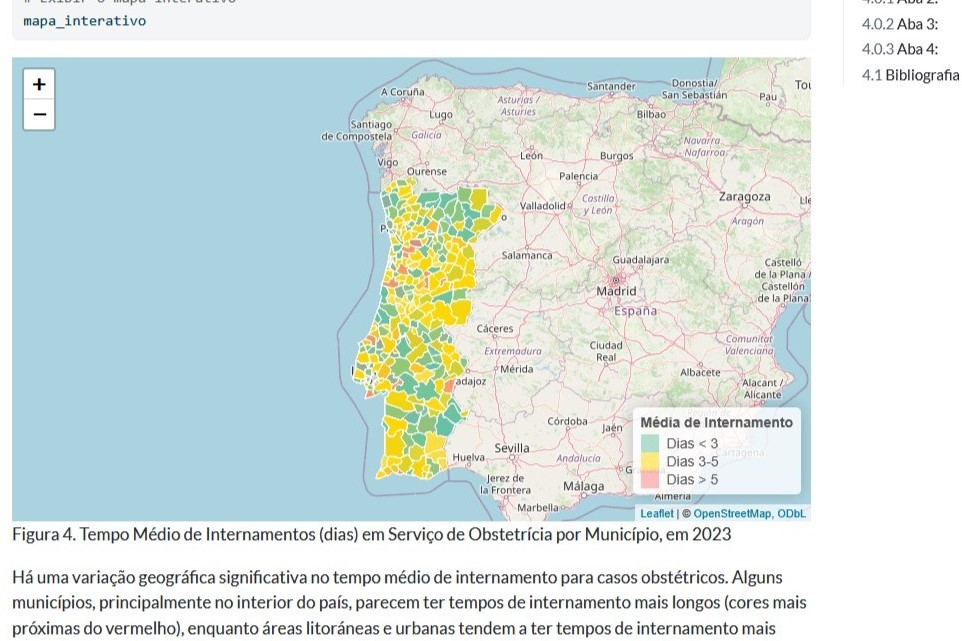 mapa_interativo
4.0.2 Aba 3:
4.0.3 Aba 4:
4.1 Bibliografia
+
−
A Coruña
Santander
Donostia/
San Sebastián
Pau
Lugo
Asturias /
Asturies
Bilbao
Santiago
de Compostela
Galicia
Navarra
Nafarroa
Vigo
Ourense
León
Burgos
Palencia
Zaragoza
Valladolid
Castilla
y León
Aragón
Salamanca
Guadalajara
Castelló
de la Plana /
Castellón
de la Plana
Madrid
España
Cáceres
Ciudad
Real
Comunitat
Valenciana
Extremadura
Mérida
Albacete
adajoz
Alacant /
Alicante
Córdoba
Jaén
Sevilla
Huelva
Andalucía
Jerez de
la Frontera
Málaga
Almería
Marbella
Média de Internamento
Dias < 3
Dias 3-5
Dias > 5
Leaflet | © OpenStreetMap, ODbL
Figura 4. Tempo Médio de Internamentos (dias) em Serviço de Obstetrícia por Município, em 2023
Há uma variação geográfica significativa no tempo médio de internamento para casos obstétricos. Alguns
municípios, principalmente no interior do país, parecem ter tempos de internamento mais longos (cores mais
próximas do vermelho), enquanto áreas litorâneas e urbanas tendem a ter tempos de internamento mais